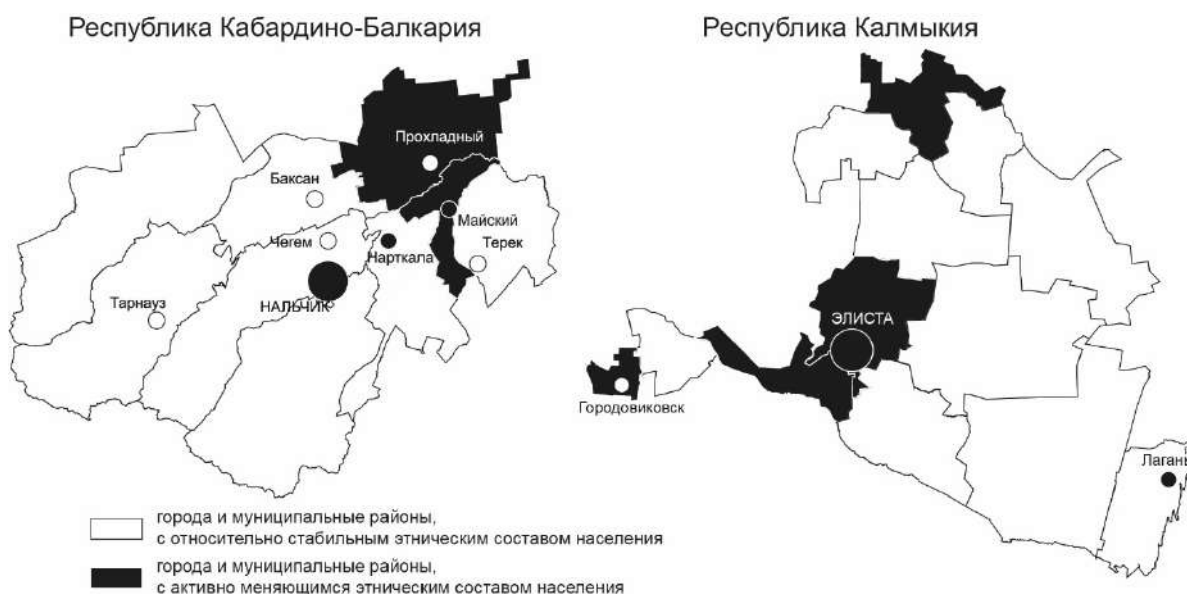 Республика Кабардино-Балкария
Республика Калмыкия
Прохладный
Баксан
Майский
Чегем
Нарткала
Терек
НАЛЬЧИК
Тарнауз
ЭЛИСТА
Городовиковск
Лагань
города и муниципальные районы,
с относительно стабильным этническим составом населения
города и муниципальные районы,
с активно меняющимся этническим составом населения